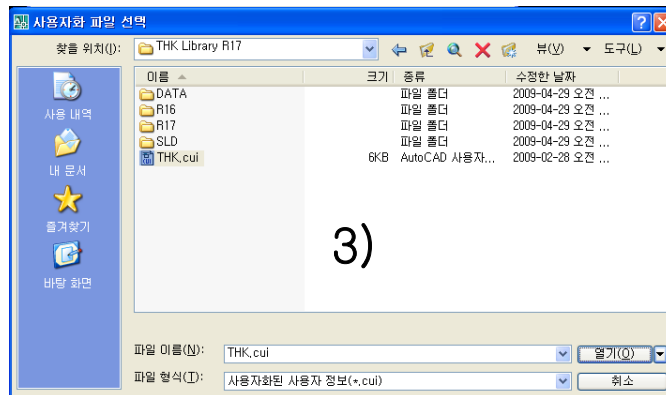 사용자화 파일 선택
찾을 위치(I): THK Library R17 뷰(V) 도구(L)
이름 크기 종류 수정한 날짜
DATA 파일 폴더 2009-04-29 오전 ...
R16 파일 폴더 2009-04-29 오전 ...
R17 파일 폴더 2009-04-29 오전 ...
SLD 파일 폴더 2009-04-29 오전 ...
THK.cui 6KB AutoCAD 사용자... 2009-02-28 오전 ...
사용 내역
내 문서
즐겨찾기
바탕 화면
3)
파일 이름(N): THK.cui 열기(O)
파일 형식(T): 사용자화된 사용자 정보(*.cui) 취소